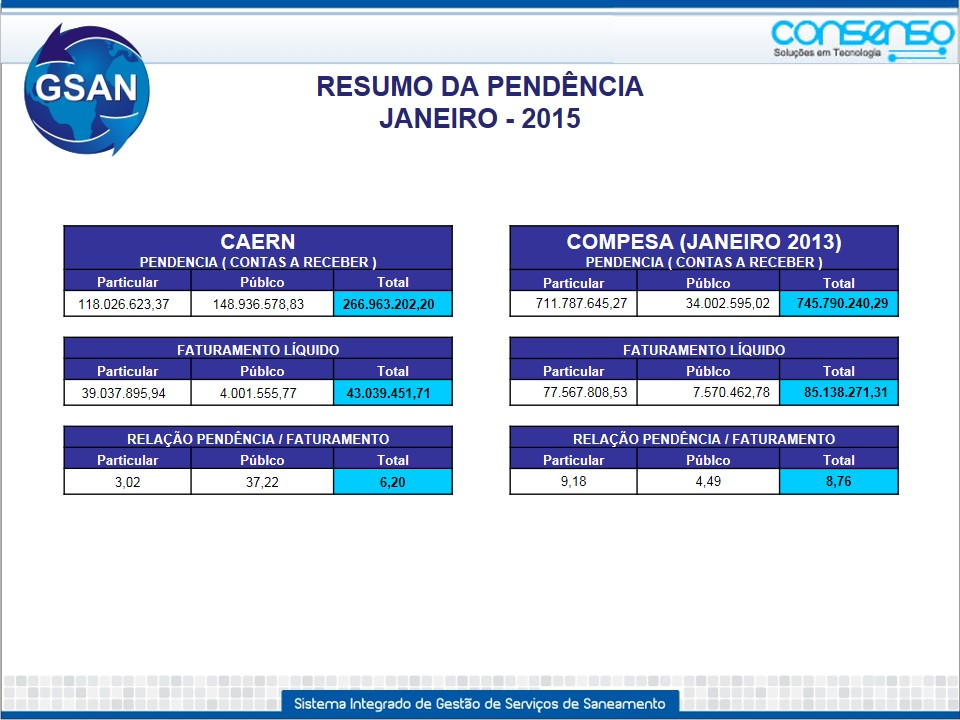 GSAN
CONSENSO
Soluções em Tecnologia
RESUMO DA PENDÊNCIA
JANEIRO - 2015
CAERN
PENDENCIA ( CONTAS A RECEBER )
Particular Públco Total
118.026.623,37 148.936.578,83 266.963.202,20
FATURAMENTO LÍQUIDO
Particular Públco Total
39.037.895,94 4.001.555,77 43.039.451,71
RELAÇÃO PENDÊNCIA / FATURAMENTO
Particular Públco Total
3,02 37,22 6,20
COMPESA (JANEIRO 2013)
PENDENCIA ( CONTAS A RECEBER )
Particular Públco Total
711.787.645,27 34.002.595,02 745.790.240,29
FATURAMENTO LÍQUIDO
Particular Públco Total
77.567.808,53 7.570.462,78 85.138.271,31
RELAÇÃO PENDÊNCIA / FATURAMENTO
Particular Públco Total
9,18 4,49 8,76
Sistema Integrado de Gestão de Serviços de Saneamento